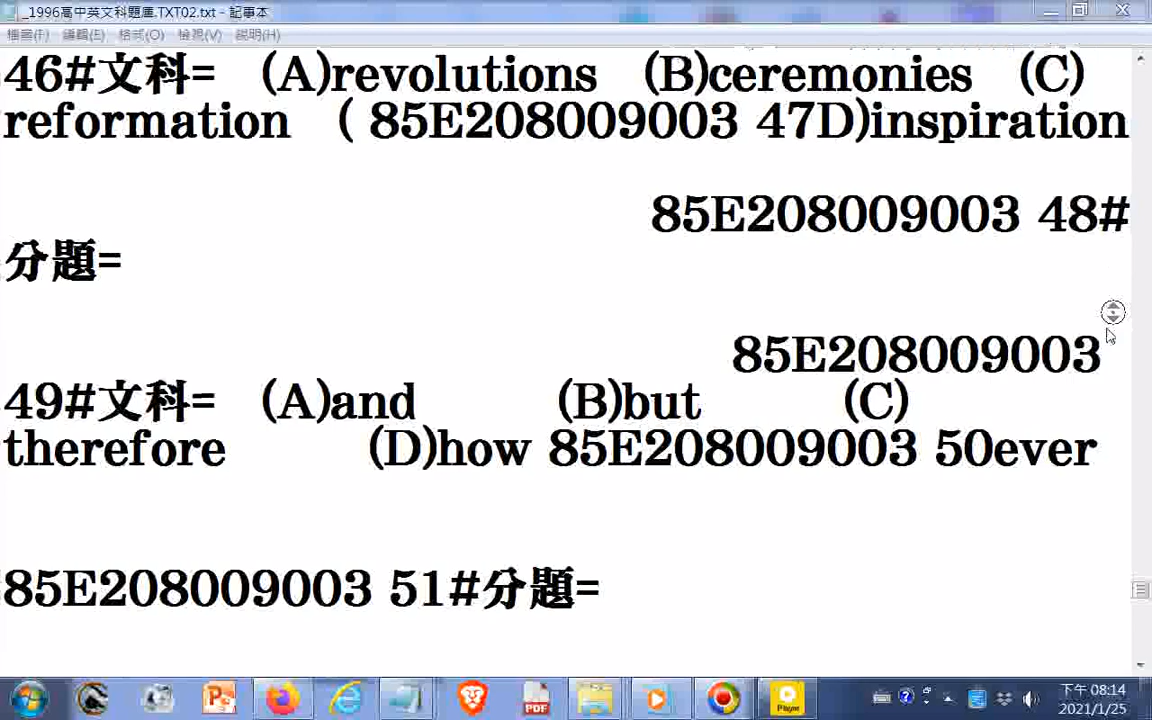 _1996高中英文科題庫.TXT02.txt - 記事本
檔案(F) 編輯(E) 格式(O) 檢視(V) 說明(H)
46#文科= (A)revolutions (B)ceremonies (C)
reformation ( 85E208009003 47D)inspiration
85E208009003 48#
分題=
85E208009003
49#文科= (A)and (B)but (C)
therefore (D)how 85E208009003 50ever
85E208009003 51#分題=
PDF
Player
下午 08:14
2021/1/25